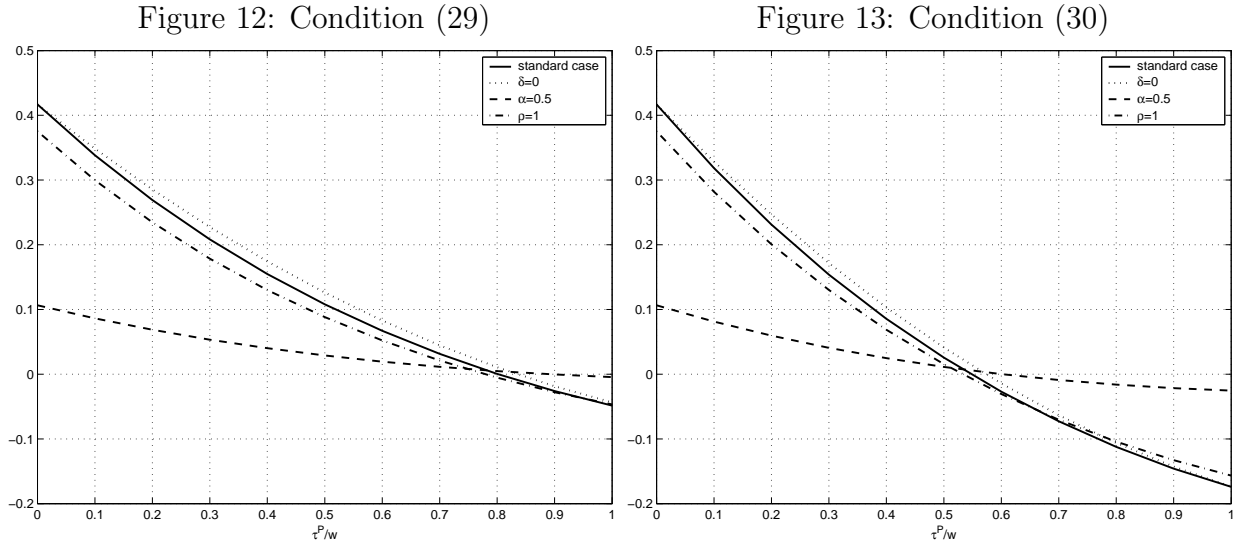 Figure 12: Condition (29)
0.5
0.4
0.3
0.2
0.1
0
−0.1
−0.2
0 0.1 0.2 0.3 0.4 0.5 0.6 0.7 0.8 0.9 1
τᴾ/w
standard case
δ=0
α=0.5
ρ=1
Figure 13: Condition (30)
0.5
0.4
0.3
0.2
0.1
0
−0.1
−0.2
0 0.1 0.2 0.3 0.4 0.5 0.6 0.7 0.8 0.9 1
τᴾ/w
standard case
δ=0
α=0.5
ρ=1